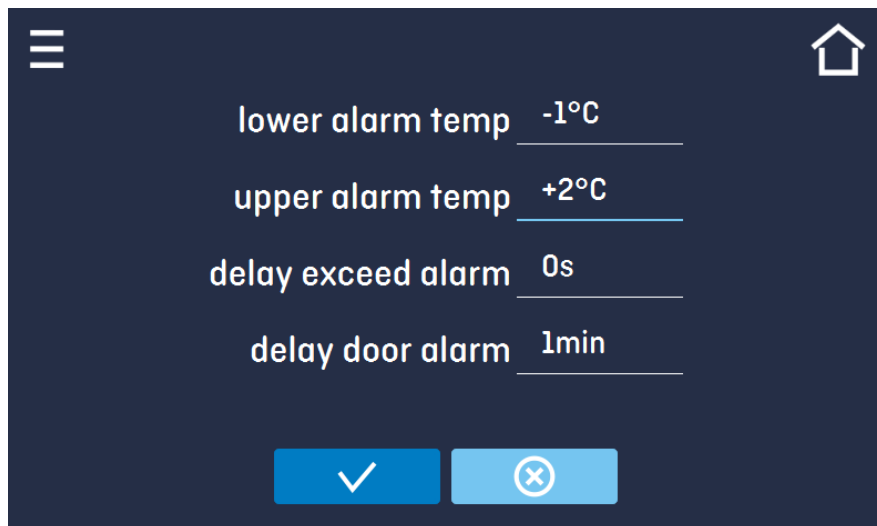 lower alarm temp -1°C
upper alarm temp +2°C
delay exceed alarm 0s
delay door alarm 1min